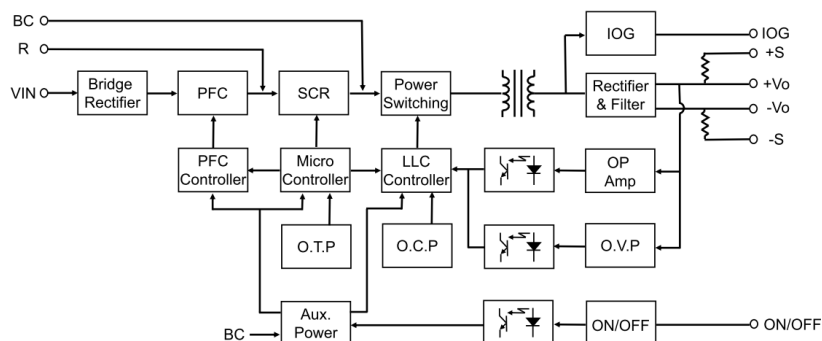 BC
IOG
IOG
R
+S
VIN
Bridge
Rectifier
PFC
SCR
Power
Switching
Rectifier
& Filter
+Vo
-Vo
-S
PFC
Controller
Micro
Controller
LLC
Controller
OP
Amp
O.T.P
O.C.P
O.V.P
Aux.
Power
BC
ON/OFF
ON/OFF